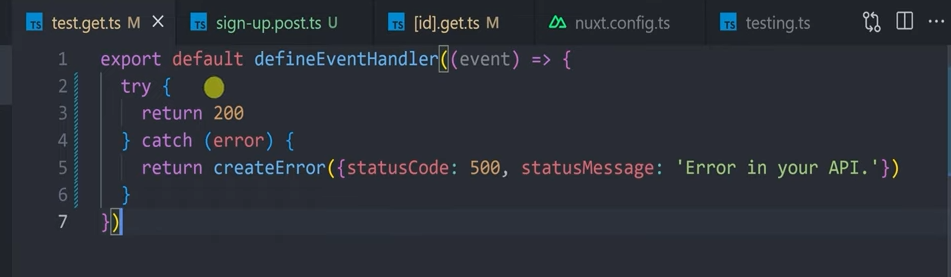 TS test.get.ts M ×
TS sign-up.post.ts U
TS [id].get.ts M
nuxt.config.ts
TS testing.ts
1 export default defineEventHandler((event) => {
2 try {
3 return 200
4 } catch (error) {
5 return createError({statusCode: 500, statusMessage: 'Error in your API.'})
6 }
7 })